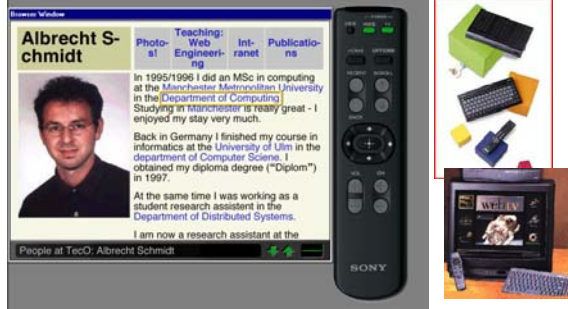 Browser Window
Albrecht S-
chmidt
Photo-
s!
Teaching:
Web
Engineeri-
ng
Int-
ranet
Publicatio-
ns
In 1995/1996 I did an MSc in computing
at the Manchester Metropolitan University
in the Department of Computing.
Studying in Manchester is really great - I
enjoyed my stay very much.
Back in Germany I finished my course in
informatics at the University of Ulm in the
department of Computer Sciene. I
obtained my diploma degree ("Diplom")
in 1997.
At the same time I was working as a
student research assistent in the
Department of Distributed Systems.
I am now a research assistant at the
People at TecO: Albrecht Schmidt
HOME
OPTIONS
RECENT
SCROLL
BACK
VOL
CH
SONY
webtv